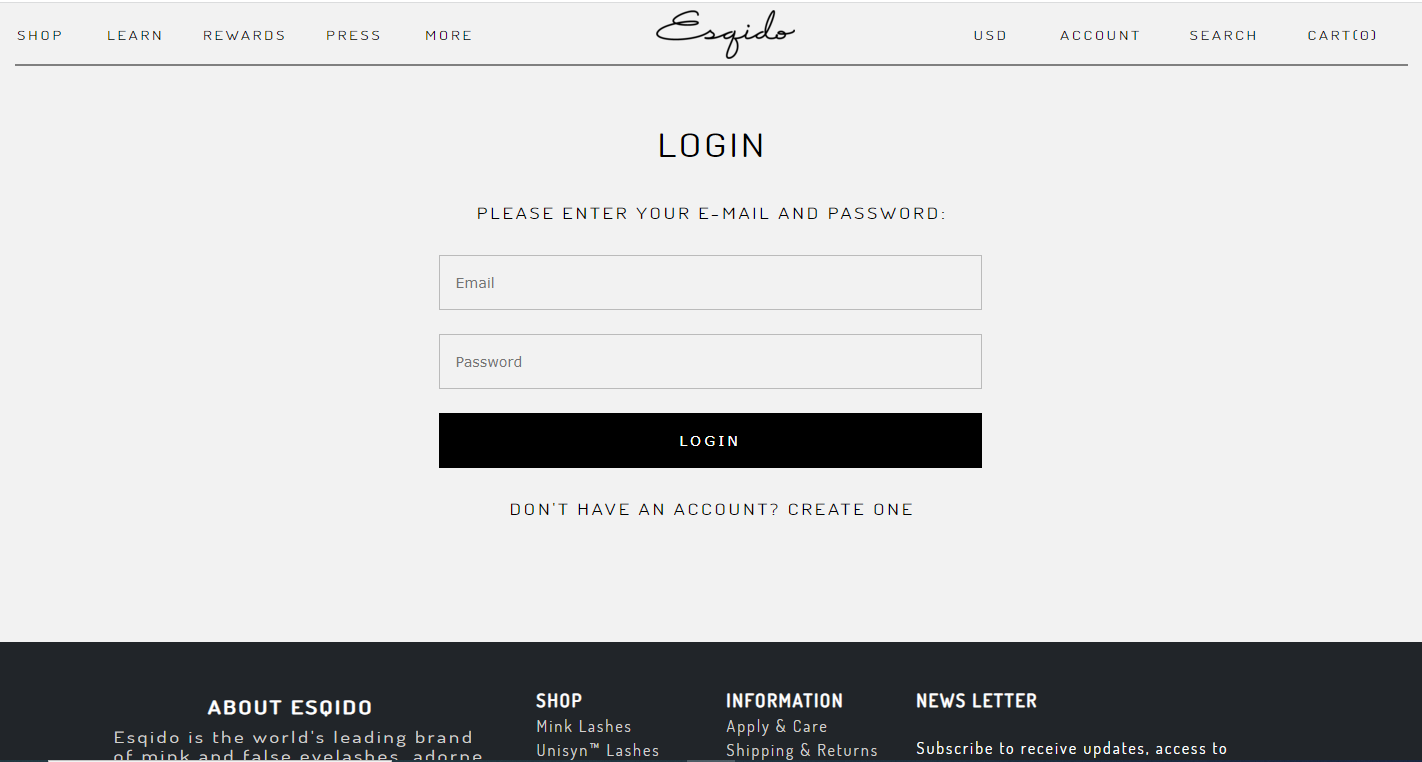 SHOP LEARN REWARDS PRESS MORE Esqido USD ACCOUNT SEARCH CART(0)
LOGIN
PLEASE ENTER YOUR E-MAIL AND PASSWORD:
Email
Password
LOGIN
DON'T HAVE AN ACCOUNT? CREATE ONE
ABOUT ESQIDO
Esqido is the world's leading brand
of mink and false eyelashes, adorne
SHOP
Mink Lashes
Unisyn™ Lashes
INFORMATION
Apply & Care
Shipping & Returns
NEWS LETTER
Subscribe to receive updates, access to